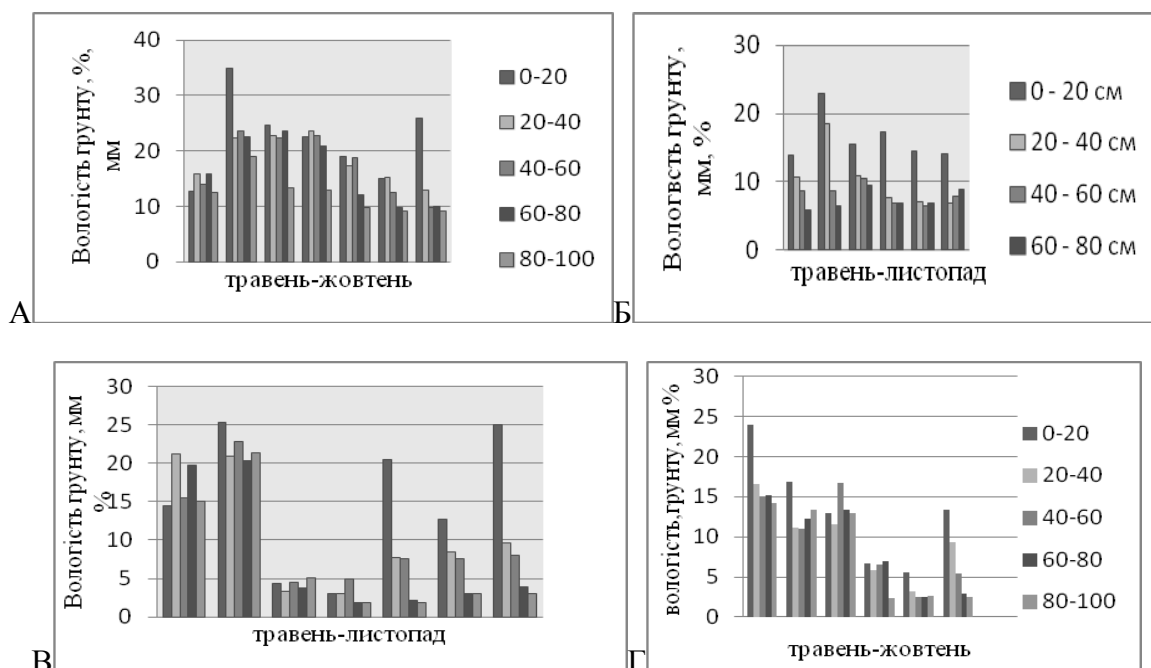 Вологість грунту, %,
мм
40
30
20
10
0
травень-жовтень
0-20
20-40
40-60
60-80
80-100
А
Вологвсть грунту,
мм, %
30
20
10
0
травень-листопад
0 - 20 см
20 - 40 см
40 - 60 см
60 - 80 см
Б
Вологість грунту, мм
%
30
25
20
15
10
5
0
травень-листопад
В
вологість,грунту, мм%
30
25
20
15
10
5
0
травень-жовтень
0-20
20-40
40-60
60-80
80-100
Г